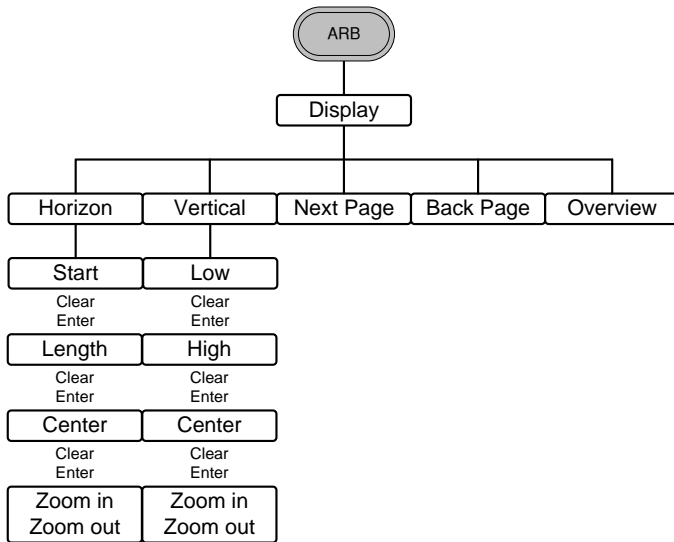 ARB
Display
Horizon
Vertical
Next Page
Back Page
Overview
Start
Low
Clear
Enter
Clear
Enter
Length
High
Clear
Enter
Clear
Enter
Center
Center
Clear
Enter
Clear
Enter
Zoom in
Zoom out
Zoom in
Zoom out